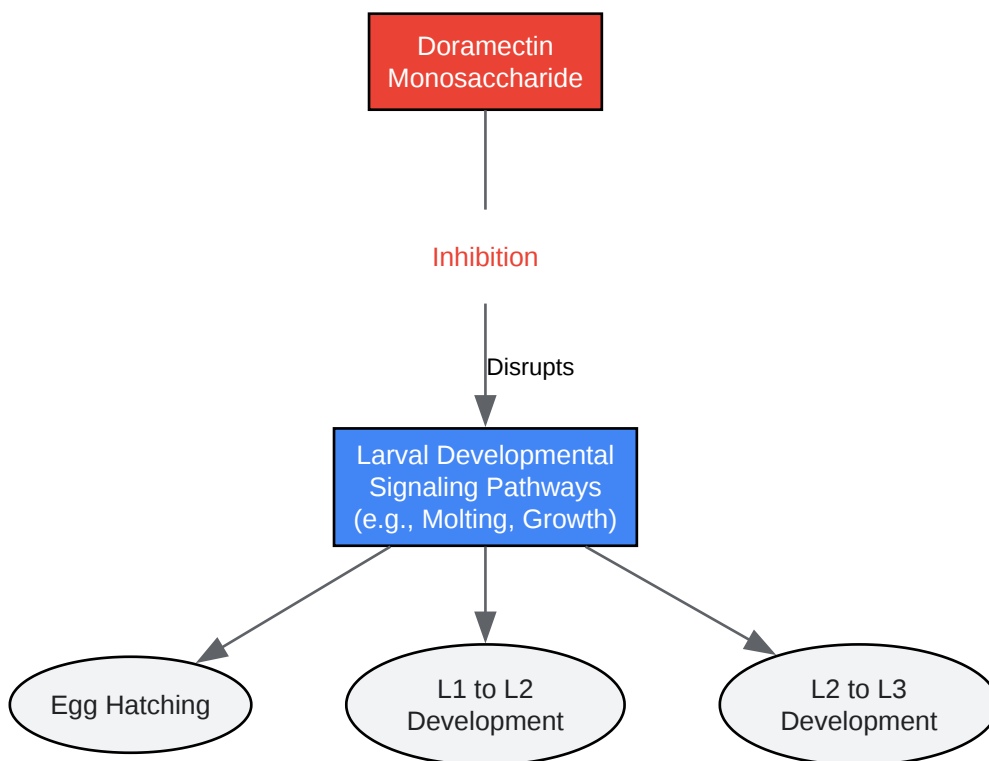 Doramectin
Monosaccharide
Inhibition
Disrupts
Larval Developmental
Signaling Pathways
(e.g., Molting, Growth)
Egg Hatching
L1 to L2
Development
L2 to L3
Development